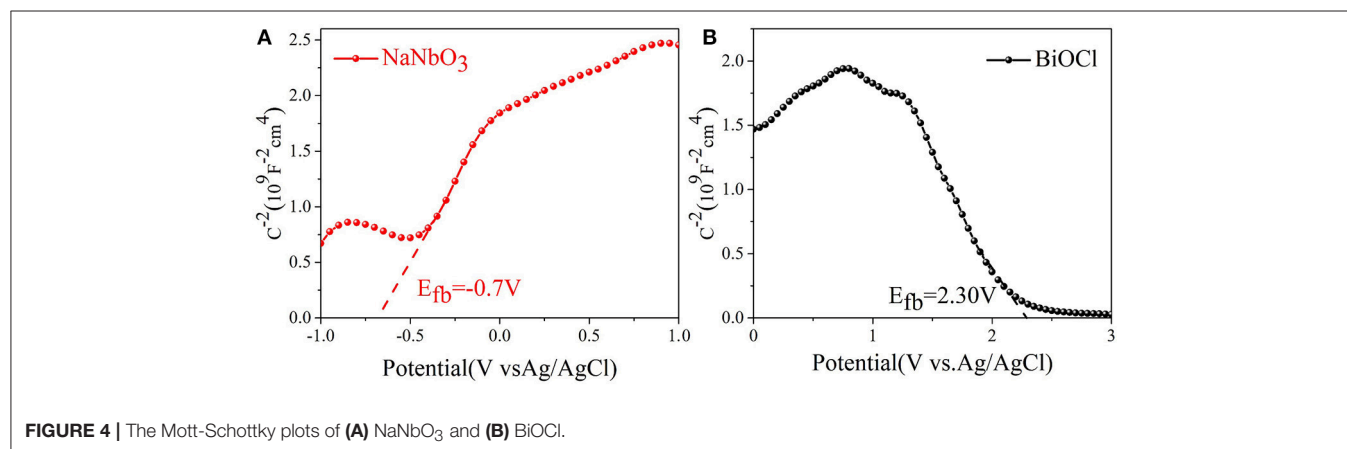 A
NaNbO3
C-2(109F-2cm4)
2.5
2.0
1.5
1.0
0.5
0.0
Efb=-0.7V
-1.0 -0.5 0.0 0.5 1.0
Potential(V vsAg/AgCl)
B
BiOCl
C-2(109F-2cm4)
2.0
1.5
1.0
0.5
0.0
Efb=2.30V
0 1 2 3
Potential(V vs.Ag/AgCl)
FIGURE 4 | The Mott-Schottky plots of (A) NaNbO3 and (B) BiOCl.